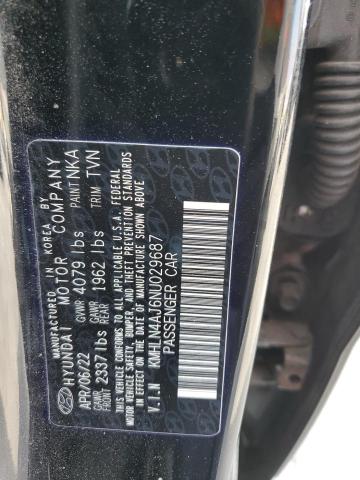 MANUFACTURED IN KOREA BY
HYUNDAI MOTOR COMPANY
APR/06/22 GVWR 4079 lbs PAINT NKA
GAWR FRONT 2337 lbs GAWR REAR 1962 lbs TRIM TVN
THIS VEHICLE CONFORMS TO ALL APPLICABLE U.S.A. FEDERAL
MOTOR VEHICLE SAFETY, BUMPER, AND THEFT PREVENTION STANDARDS
IN EFFECT ON THE DATE OF MANUFACTURE SHOWN ABOVE.
V.I.N KMHLN4AJ6NU029687
PASSENGER CAR